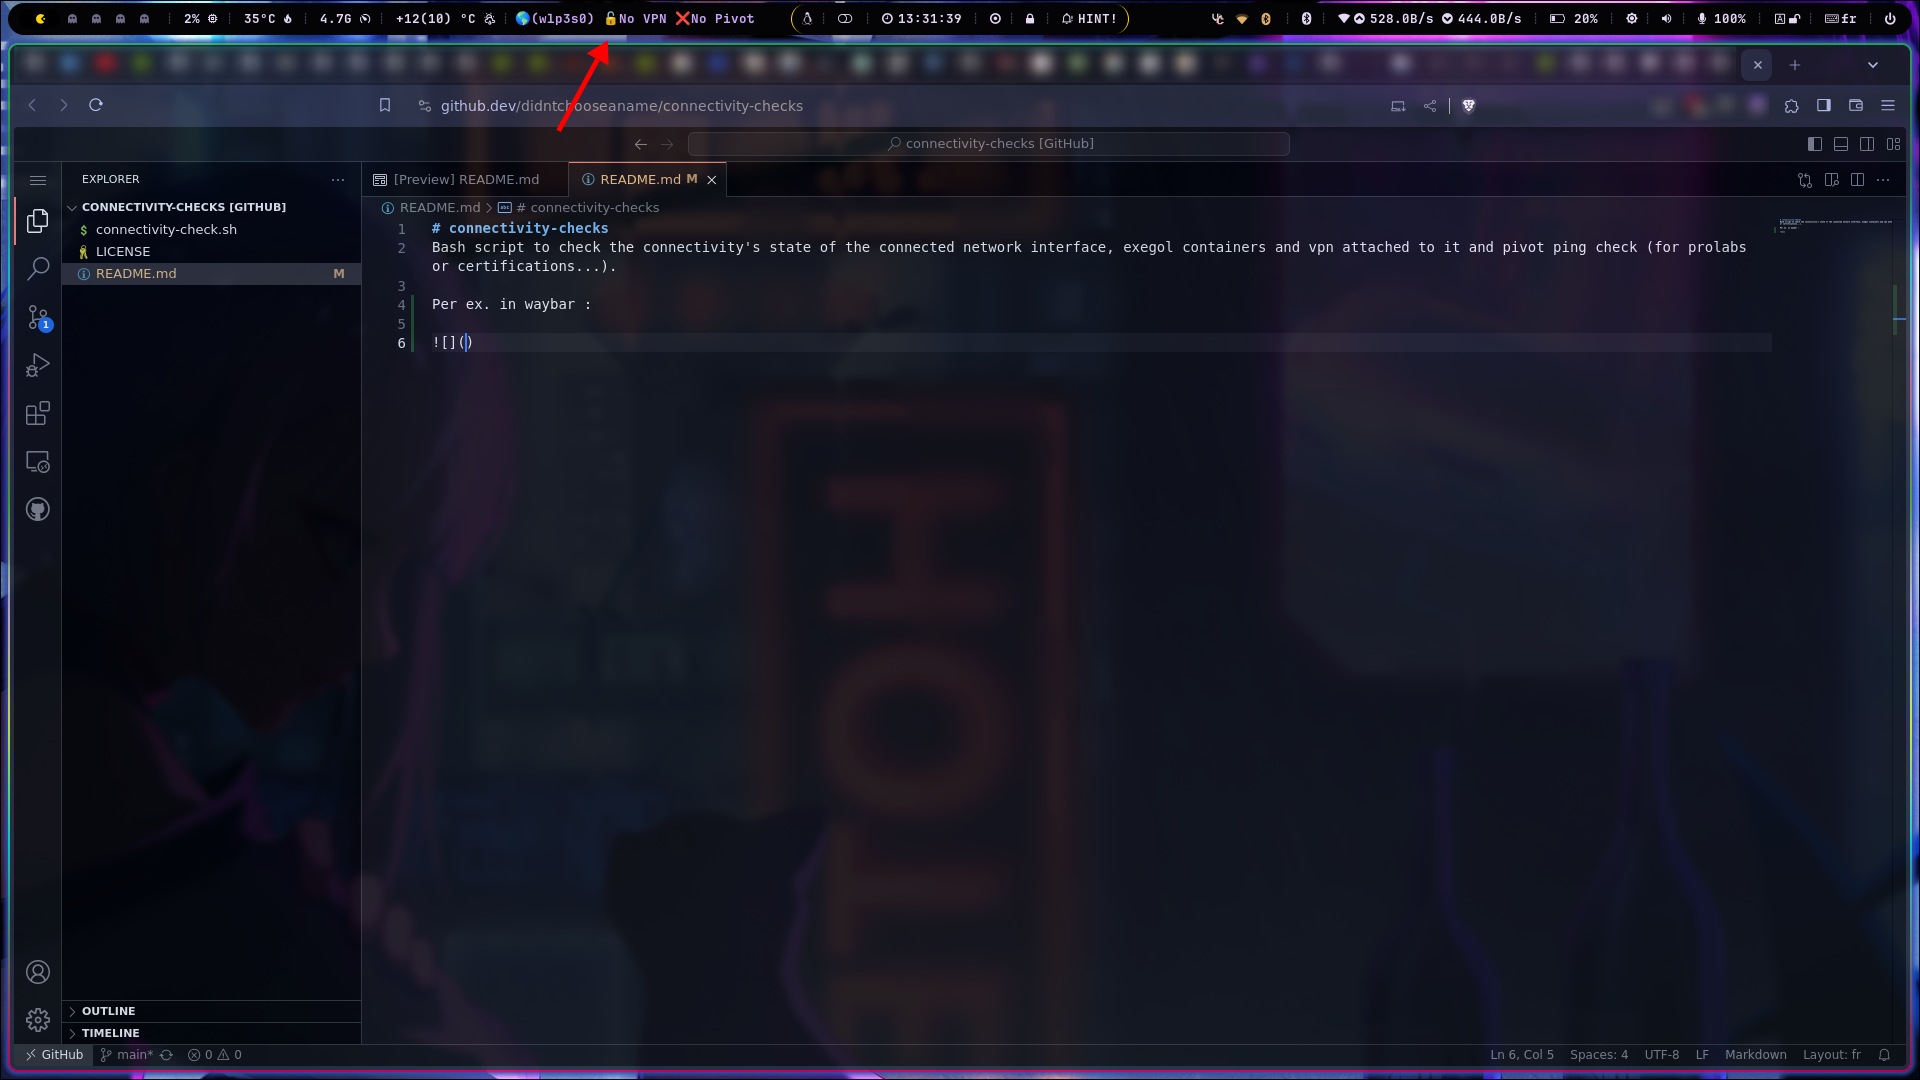 2%
35°C
4.7G
+12(10) °C
(wlp3s0) No VPN No Pivot
13:31:39
HINT!
528.0B/s 444.0B/s
20%
100%
A
fr
github.dev/didntchooseaname/connectivity-checks
connectivity-checks [GitHub]
EXPLORER
CONNECTIVITY-CHECKS [GITHUB]
$ connectivity-check.sh
LICENSE
README.md M
1
[Preview] README.md
README.md M
README.md > # connectivity-checks
1 # connectivity-checks
2 Bash script to check the connectivity's state of the connected network interface, exegol containers and vpn attached to it and pivot ping check (for prolabs
or certifications...).
3
4 Per ex. in waybar :
5
6 ![]()
HOTE
OUTLINE
TIMELINE
GitHub
main*
0 0
Ln 6, Col 5
Spaces: 4
UTF-8
LF
Markdown
Layout: fr